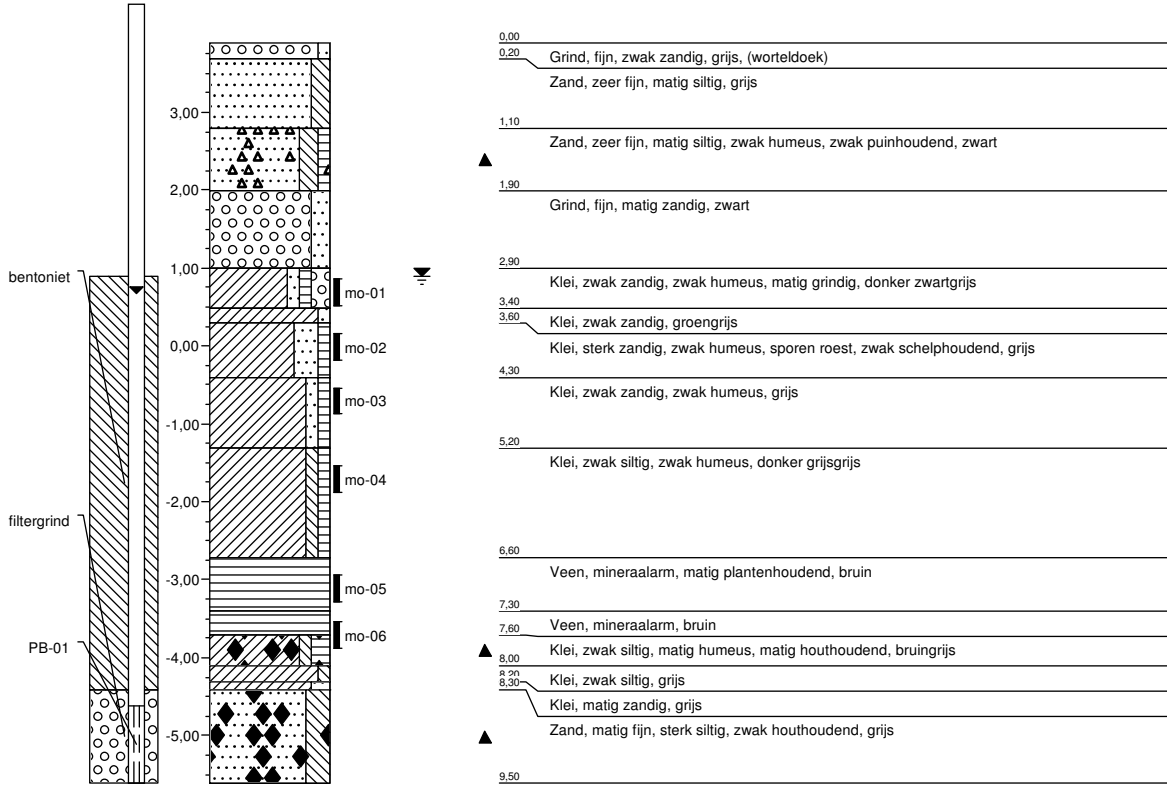 bentoniet
filtergrind
PB-01
3,00
2,00
1,00
0,00
-1,00
-2,00
-3,00
-4,00
-5,00
mo-01
mo-02
mo-03
mo-04
mo-05
mo-06
0,00
Grind, fijn, zwak zandig, grijs, (worteldoek)
0,20
Zand, zeer fijn, matig siltig, grijs
1,10
Zand, zeer fijn, matig siltig, zwak humeus, zwak puinhoudend, zwart
1,90
Grind, fijn, matig zandig, zwart
2,90
Klei, zwak zandig, zwak humeus, matig grindig, donker zwartgrijs
3,40
Klei, zwak zandig, groengrijs
3,60
Klei, sterk zandig, zwak humeus, sporen roest, zwak schelphoudend, grijs
4,30
Klei, zwak zandig, zwak humeus, grijs
5,20
Klei, zwak siltig, zwak humeus, donker grijsgrijs
6,60
Veen, mineraalarm, matig plantenhoudend, bruin
7,30
Veen, mineraalarm, bruin
7,60
Klei, zwak siltig, matig humeus, matig houthoudend, bruingrijs
8,00
Klei, zwak siltig, grijs
8,20
Klei, matig zandig, grijs
8,30
Zand, matig fijn, sterk siltig, zwak houthoudend, grijs
9,50